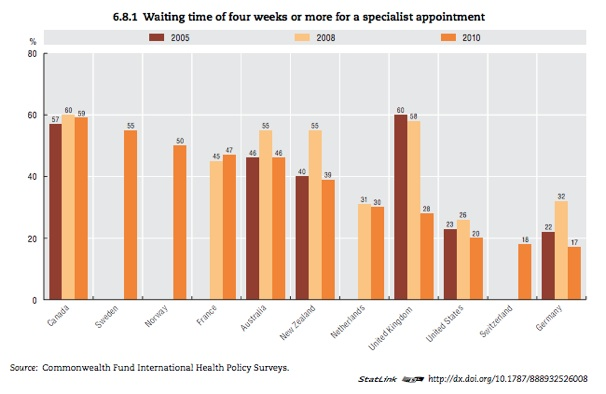 6.8.1 Waiting time of four weeks or more for a specialist appointment
2005 2008 2010
%
80
60
40
20
0
57 60 59
55
50
45 47
46 55 46
40 55 39
31 30
60 58 28
23 26 20
18
22 32 17
Canada
Sweden
Norway
France
Australia
New Zealand
Netherlands
United Kingdom
United States
Switzerland
Germany
Source: Commonwealth Fund International Health Policy Surveys.
StatLink http://dx.doi.org/10.1787/888932526008